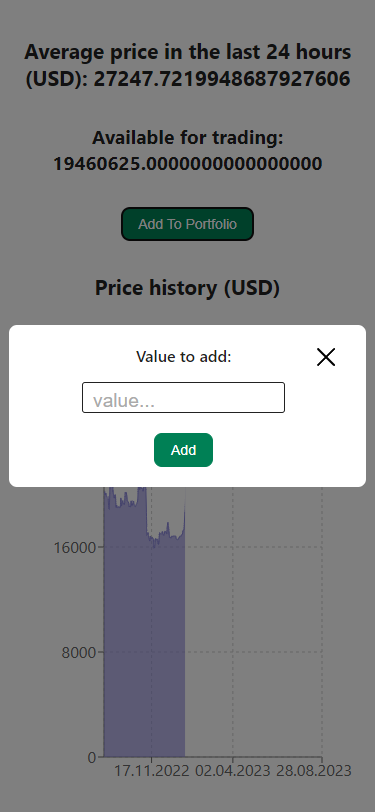 Average price in the last 24 hours
(USD): 27247.7219948687927606
Available for trading:
19460625.0000000000000000
Add To Portfolio
Price history (USD)
Value to add:
value...
Add
16000
8000
0
17.11.2022 02.04.2023 28.08.2023